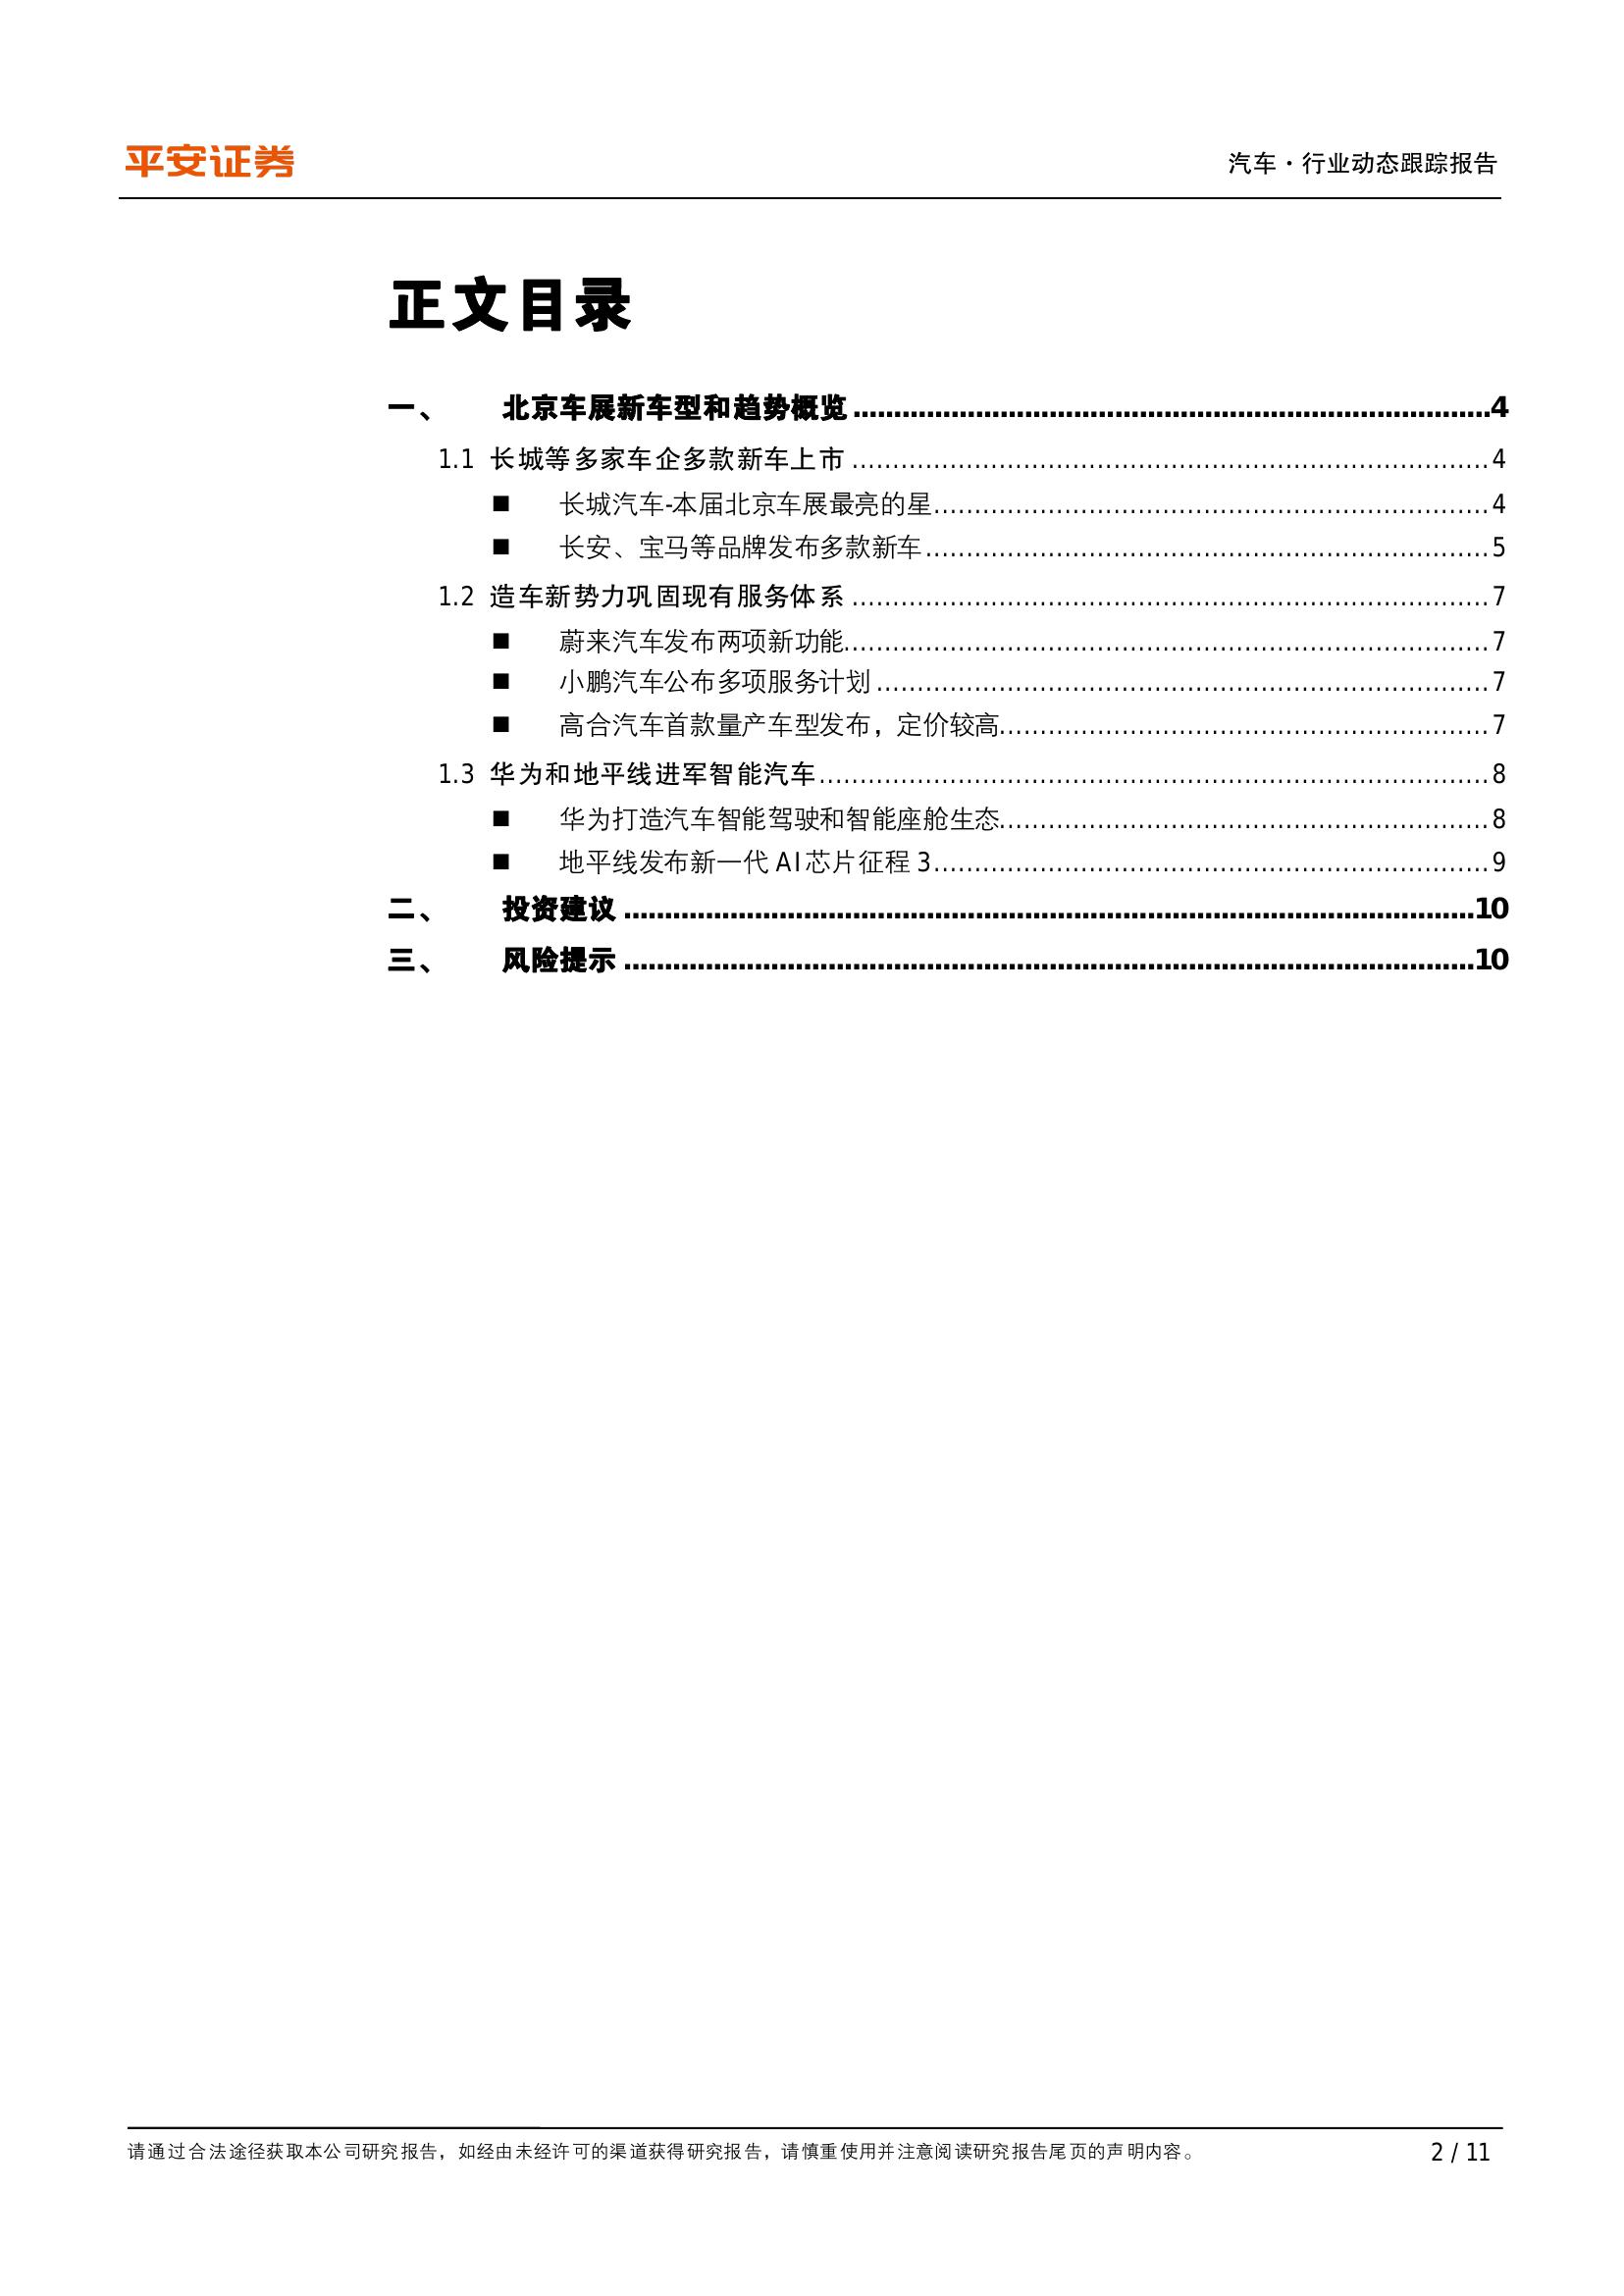 平安证券
汽车·行业动态跟踪报告
正文目录
一、 北京车展新车型和趋势概览 ........ 4
1.1 长城等多家车企多款新车上市 ........ 4
■ 长城汽车-本届北京车展最亮的星 ........ 4
■ 长安、宝马等品牌发布多款新车 ........ 5
1.2 造车新势力巩固现有服务体系 ........ 7
■ 蔚来汽车发布两项新功能 ........ 7
■ 小鹏汽车公布多项服务计划 ........ 7
■ 高合汽车首款量产车型发布，定价较高 ........ 7
1.3 华为和地平线进军智能汽车 ........ 8
■ 华为打造汽车智能驾驶和智能座舱生态 ........ 8
■ 地平线发布新一代 AI 芯片征程 3 ........ 9
二、 投资建议 ........ 10
三、 风险提示 ........ 10
请通过合法途径获取本公司研究报告，如经由未经许可的渠道获得研究报告，请慎重使用并注意阅读研究报告尾页的声明内容。
2 / 11